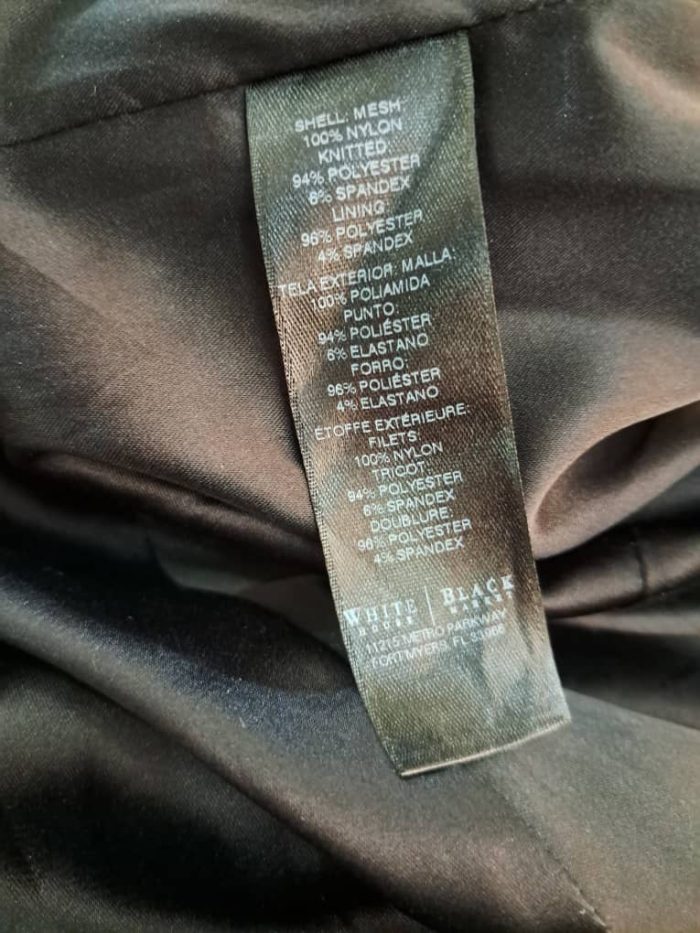 SHELL: MESH:
100% NYLON
KNITTED:
94% POLYESTER
6% SPANDEX
LINING:
96% POLYESTER
4% SPANDEX
TELA EXTERIOR: MALLA:
100% POLIAMIDA
PUNTO:
94% POLIÉSTER
6% ELASTANO
FORRO:
96% POLIÉSTER
4% ELASTANO
ÉTOFFE EXTÉRIEURE:
FILETS:
100% NYLON
TRICOT:
94% POLYESTER
6% SPANDEX
DOUBLURE:
96% POLYESTER
4% SPANDEX
WHITE | BLACK
HOUSE MARKET
11215 METRO PARKWAY
FORT MYERS, FL